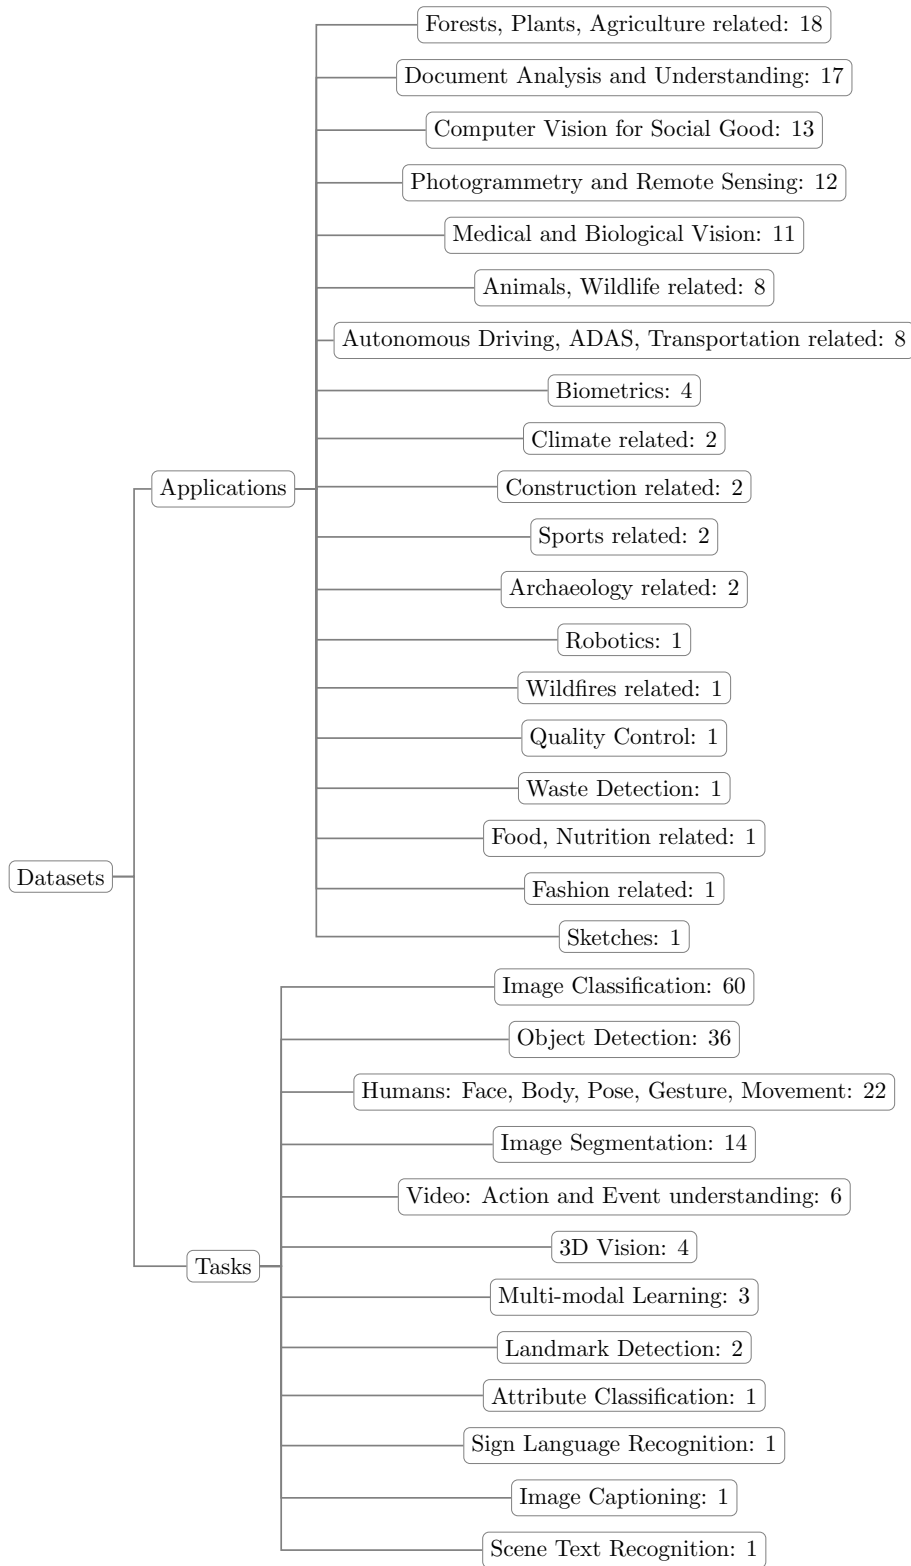 Forests, Plants, Agriculture related: 18
Document Analysis and Understanding: 17
Computer Vision for Social Good: 13
Photogrammetry and Remote Sensing: 12
Medical and Biological Vision: 11
Animals, Wildlife related: 8
Autonomous Driving, ADAS, Transportation related: 8
Biometrics: 4
Climate related: 2
Applications
Construction related: 2
Sports related: 2
Archaeology related: 2
Robotics: 1
Wildfires related: 1
Quality Control: 1
Waste Detection: 1
Food, Nutrition related: 1
Datasets
Fashion related: 1
Sketches: 1
Image Classification: 60
Object Detection: 36
Humans: Face, Body, Pose, Gesture, Movement: 22
Image Segmentation: 14
Video: Action and Event understanding: 6
3D Vision: 4
Tasks
Multi-modal Learning: 3
Landmark Detection: 2
Attribute Classification: 1
Sign Language Recognition: 1
Image Captioning: 1
Scene Text Recognition: 1